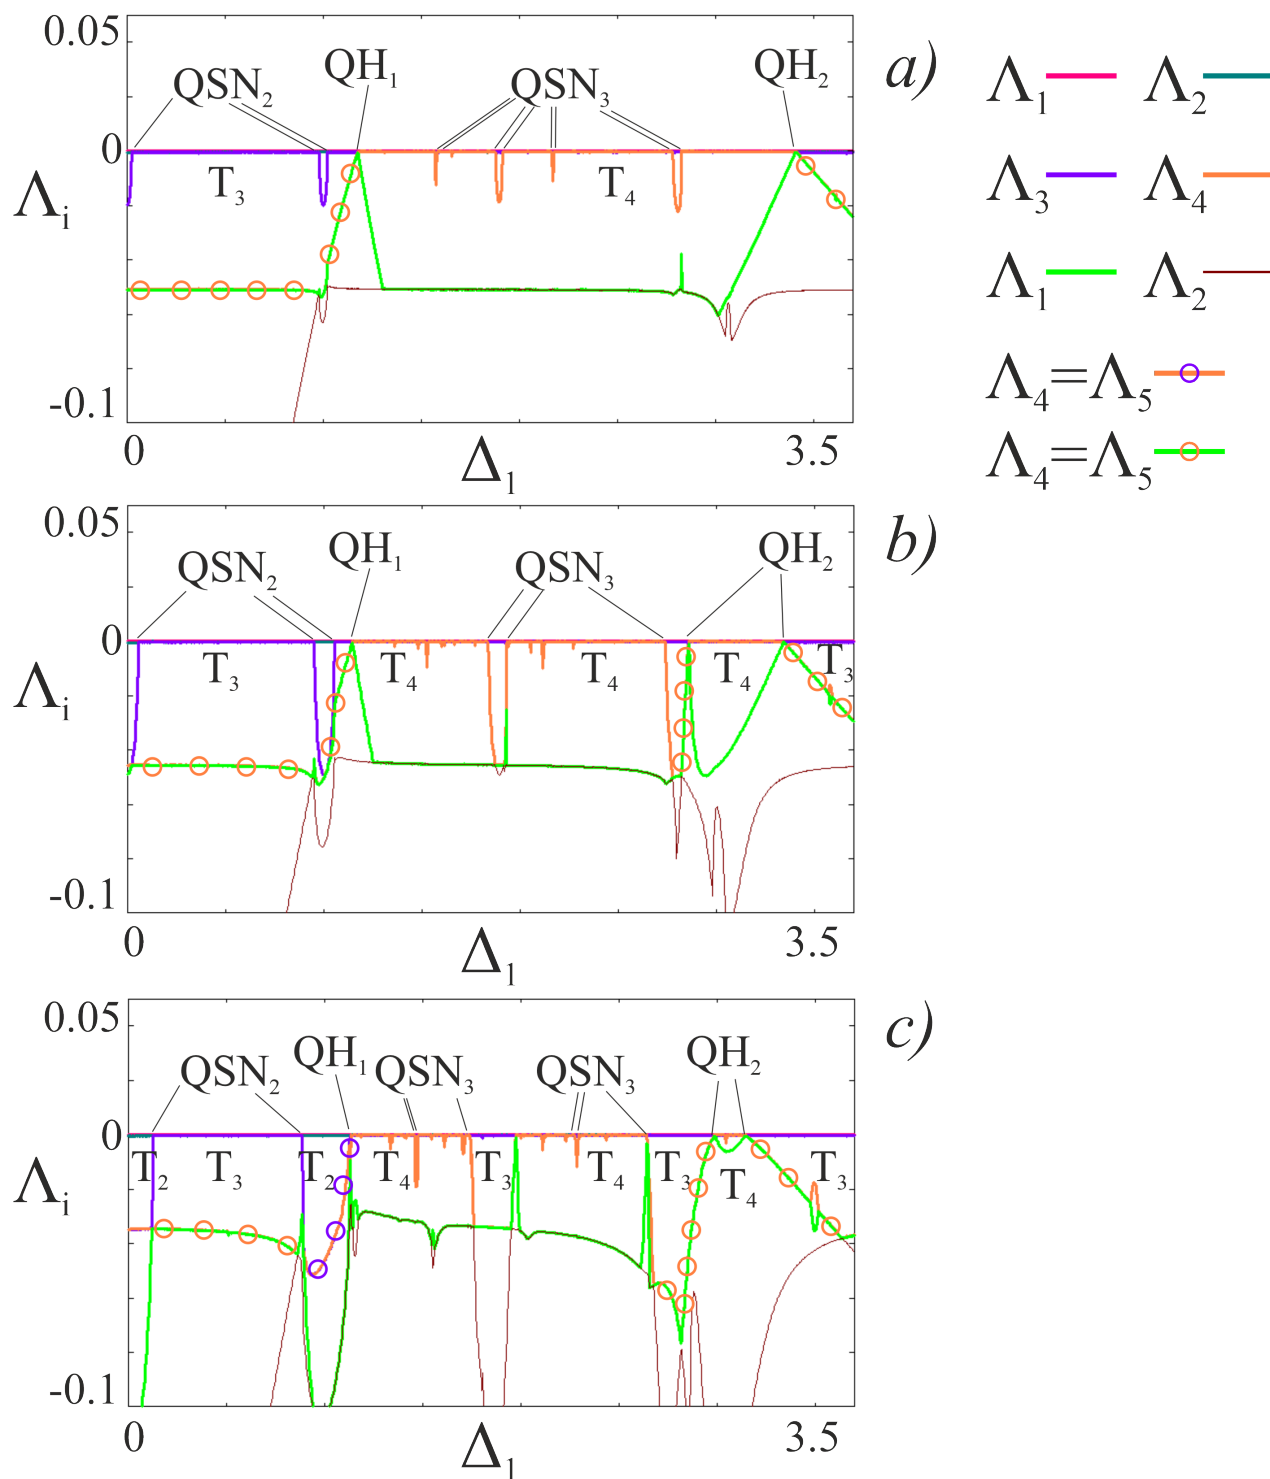 0.05
QSN₂
QH₁
QSN₃
QH₂
a)
0
T₃
T₄
Λᵢ
-0.1
0
Δ₁
3.5
Λ₁
Λ₂
Λ₃
Λ₄
Λ₁
Λ₂
Λ₄=Λ₅
Λ₄=Λ₅
0.05
QSN₂
QH₁
QSN₃
QH₂
b)
0
T₃
T₄
T₄
T₄
T₃
Λᵢ
-0.1
0
Δ₁
3.5
0.05
QSN₂
QH₁
QSN₃
QSN₃
QH₂
c)
0
T₂
T₃
T₂
T₄
T₃
T₄
T₃
T₄
T₃
Λᵢ
-0.1
0
Δ₁
3.5